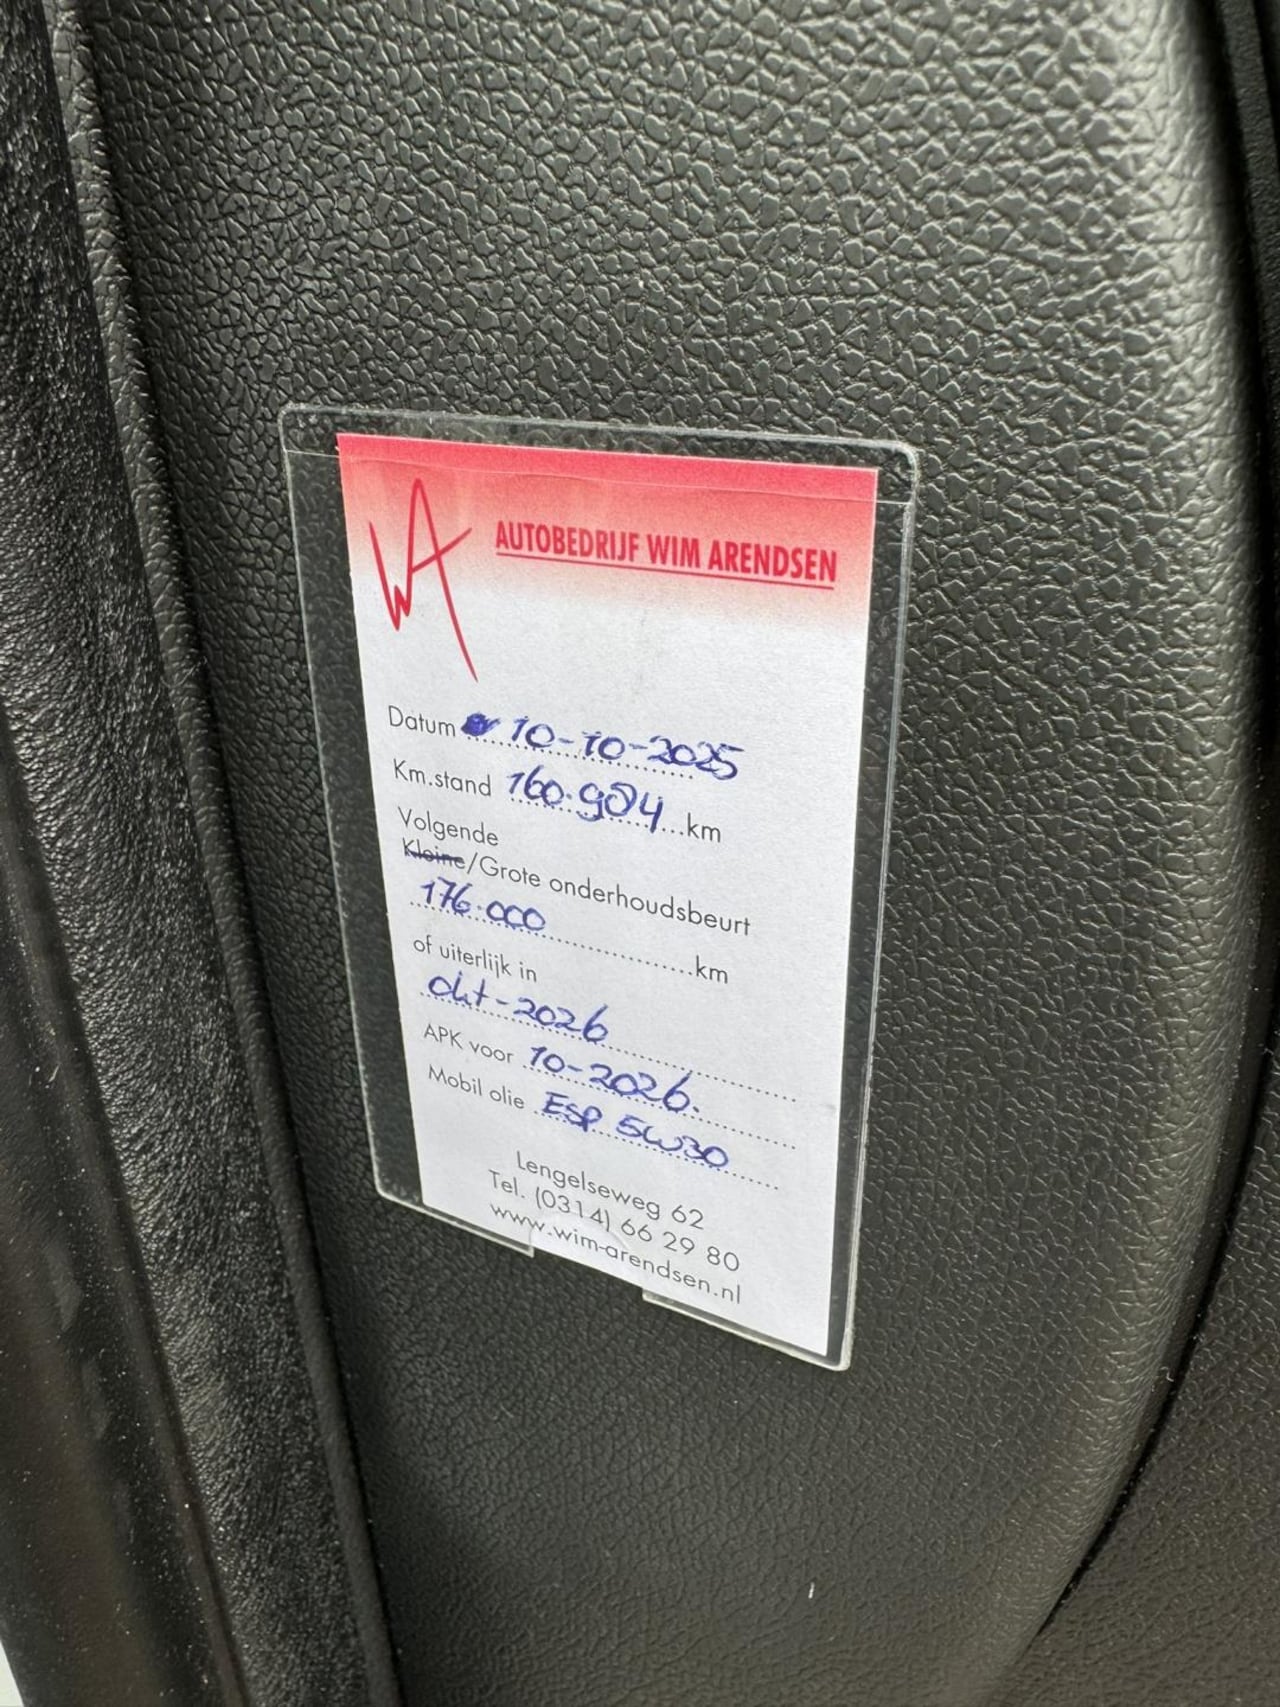 WA
AUTOBEDRIJF WIM ARENDSEN
Datum 10-10-2025
Km.stand 160.984 km
Volgende
Kleine/Grote onderhoudsbeurt
176.000 km
of uiterlijk in
okt-2026
APK voor 10-2026.
Mobil olie ESP 5W30
Lengelseweg 62
Tel. (0314) 66 29 80
www.wim-arendsen.nl